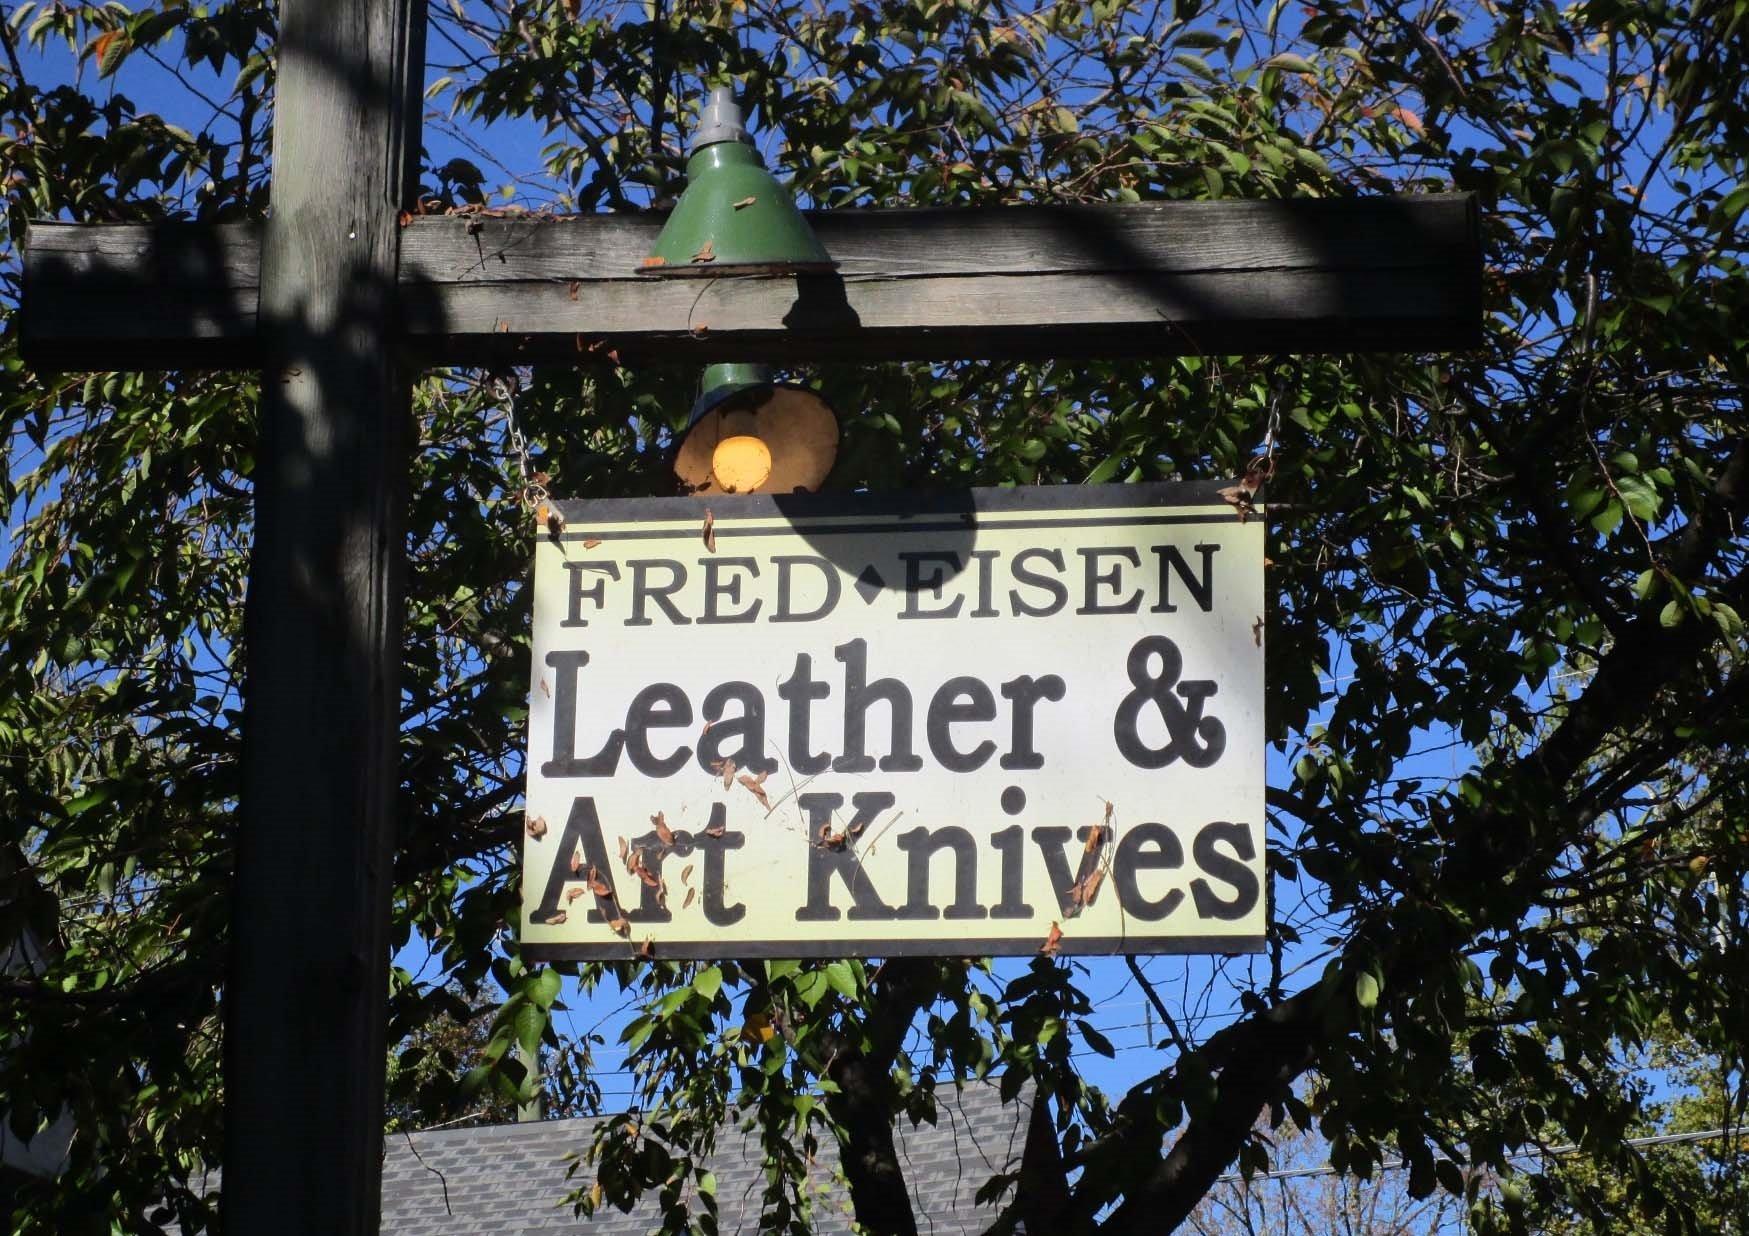 FRED♦EISEN
Leather &
Art Knives